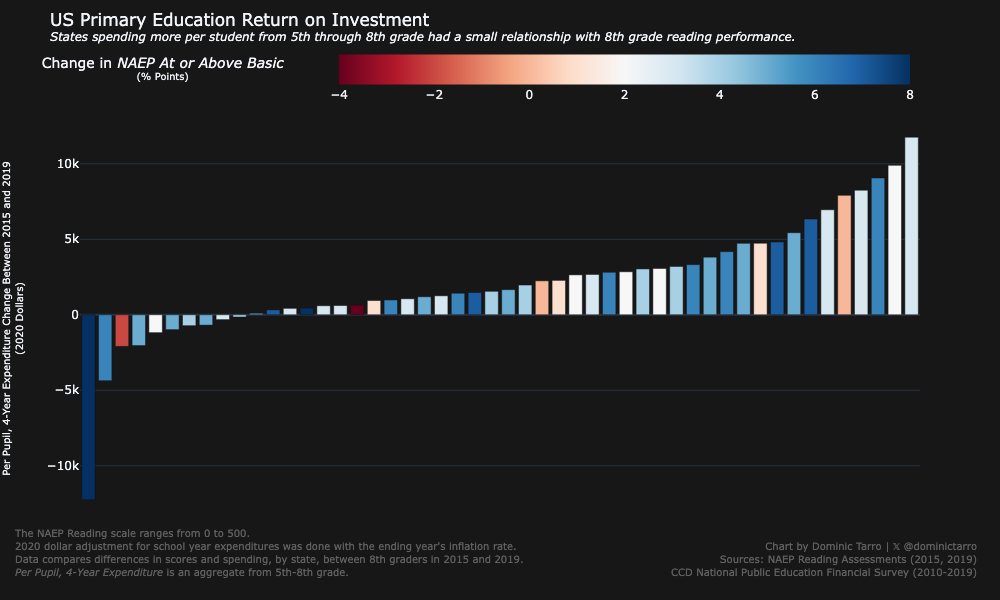 US Primary Education Return on Investment
States spending more per student from 5th through 8th grade had a small relationship with 8th grade reading performance.
Change in NAEP At or Above Basic
(% Points)
−4 −2 0 2 4 6 8
Per Pupil, 4-Year Expenditure Change Between 2015 and 2019
(2020 Dollars)
10k
5k
0
−5k
−10k
The NAEP Reading scale ranges from 0 to 500.
2020 dollar adjustment for school year expenditures was done with the ending year's inflation rate.
Data compares differences in scores and spending, by state, between 8th graders in 2015 and 2019.
Per Pupil, 4-Year Expenditure is an aggregate from 5th-8th grade.
Chart by Dominic Tarro | 𝕏 @dominictarro
Sources: NAEP Reading Assessments (2015, 2019)
CCD National Public Education Financial Survey (2010-2019)